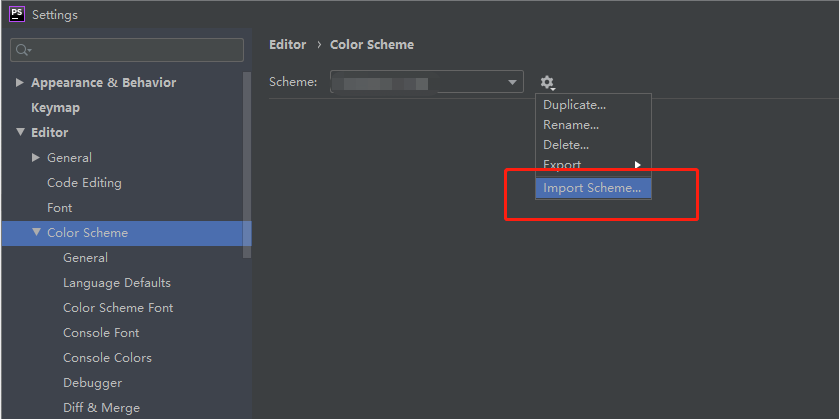 PS Settings
Editor › Color Scheme
Scheme:
Duplicate...
Rename...
Delete...
Export
Import Scheme...
Appearance & Behavior
Keymap
Editor
General
Code Editing
Font
Color Scheme
General
Language Defaults
Color Scheme Font
Console Font
Console Colors
Debugger
Diff & Merge